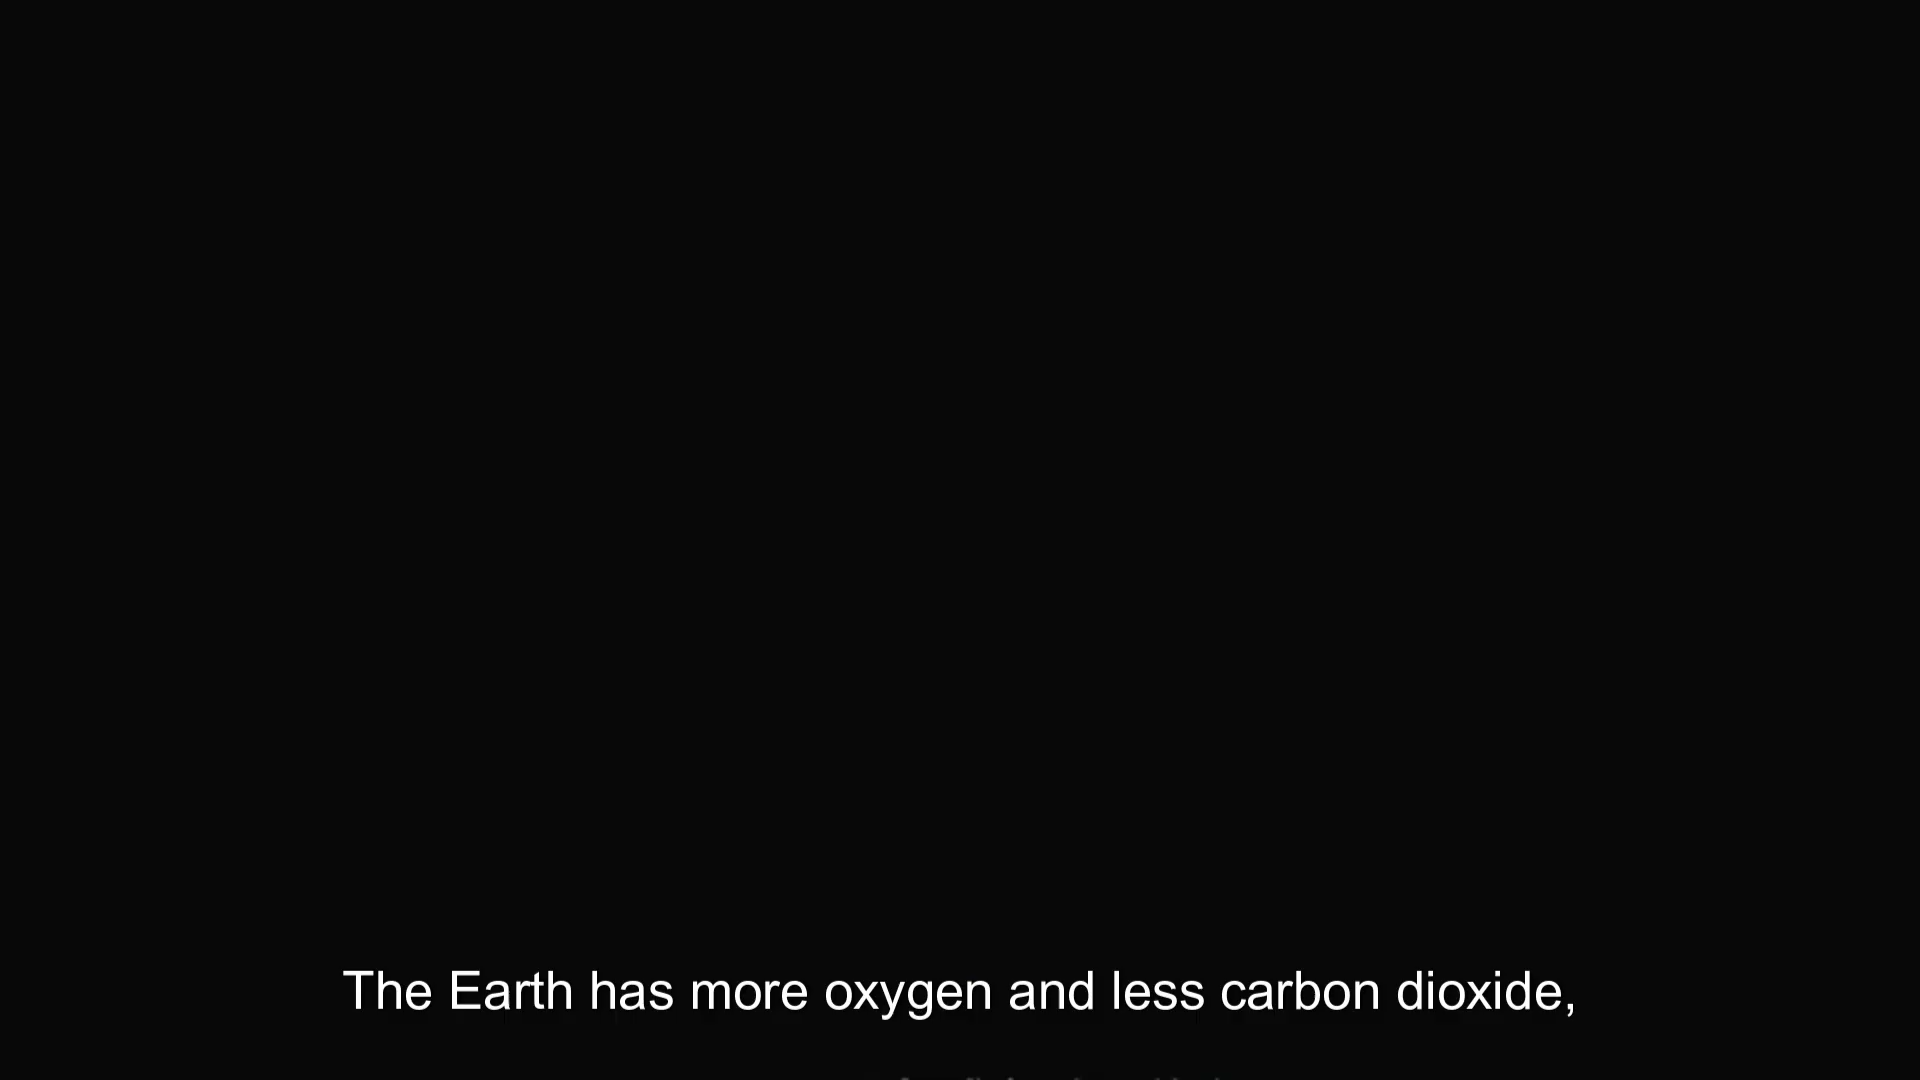 The Earth has more oxygen and less carbon dioxide,